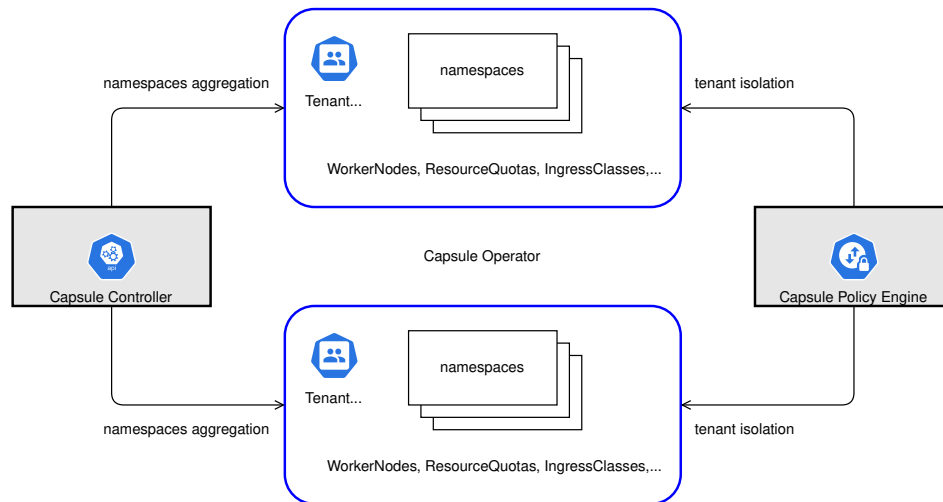 namespaces
namespaces aggregation
tenant isolation
Tenant...
WorkerNodes, ResourceQuotas, IngressClasses,...
Capsule Operator
api
Capsule Controller
Capsule Policy Engine
namespaces
Tenant...
namespaces aggregation
tenant isolation
WorkerNodes, ResourceQuotas, IngressClasses,...